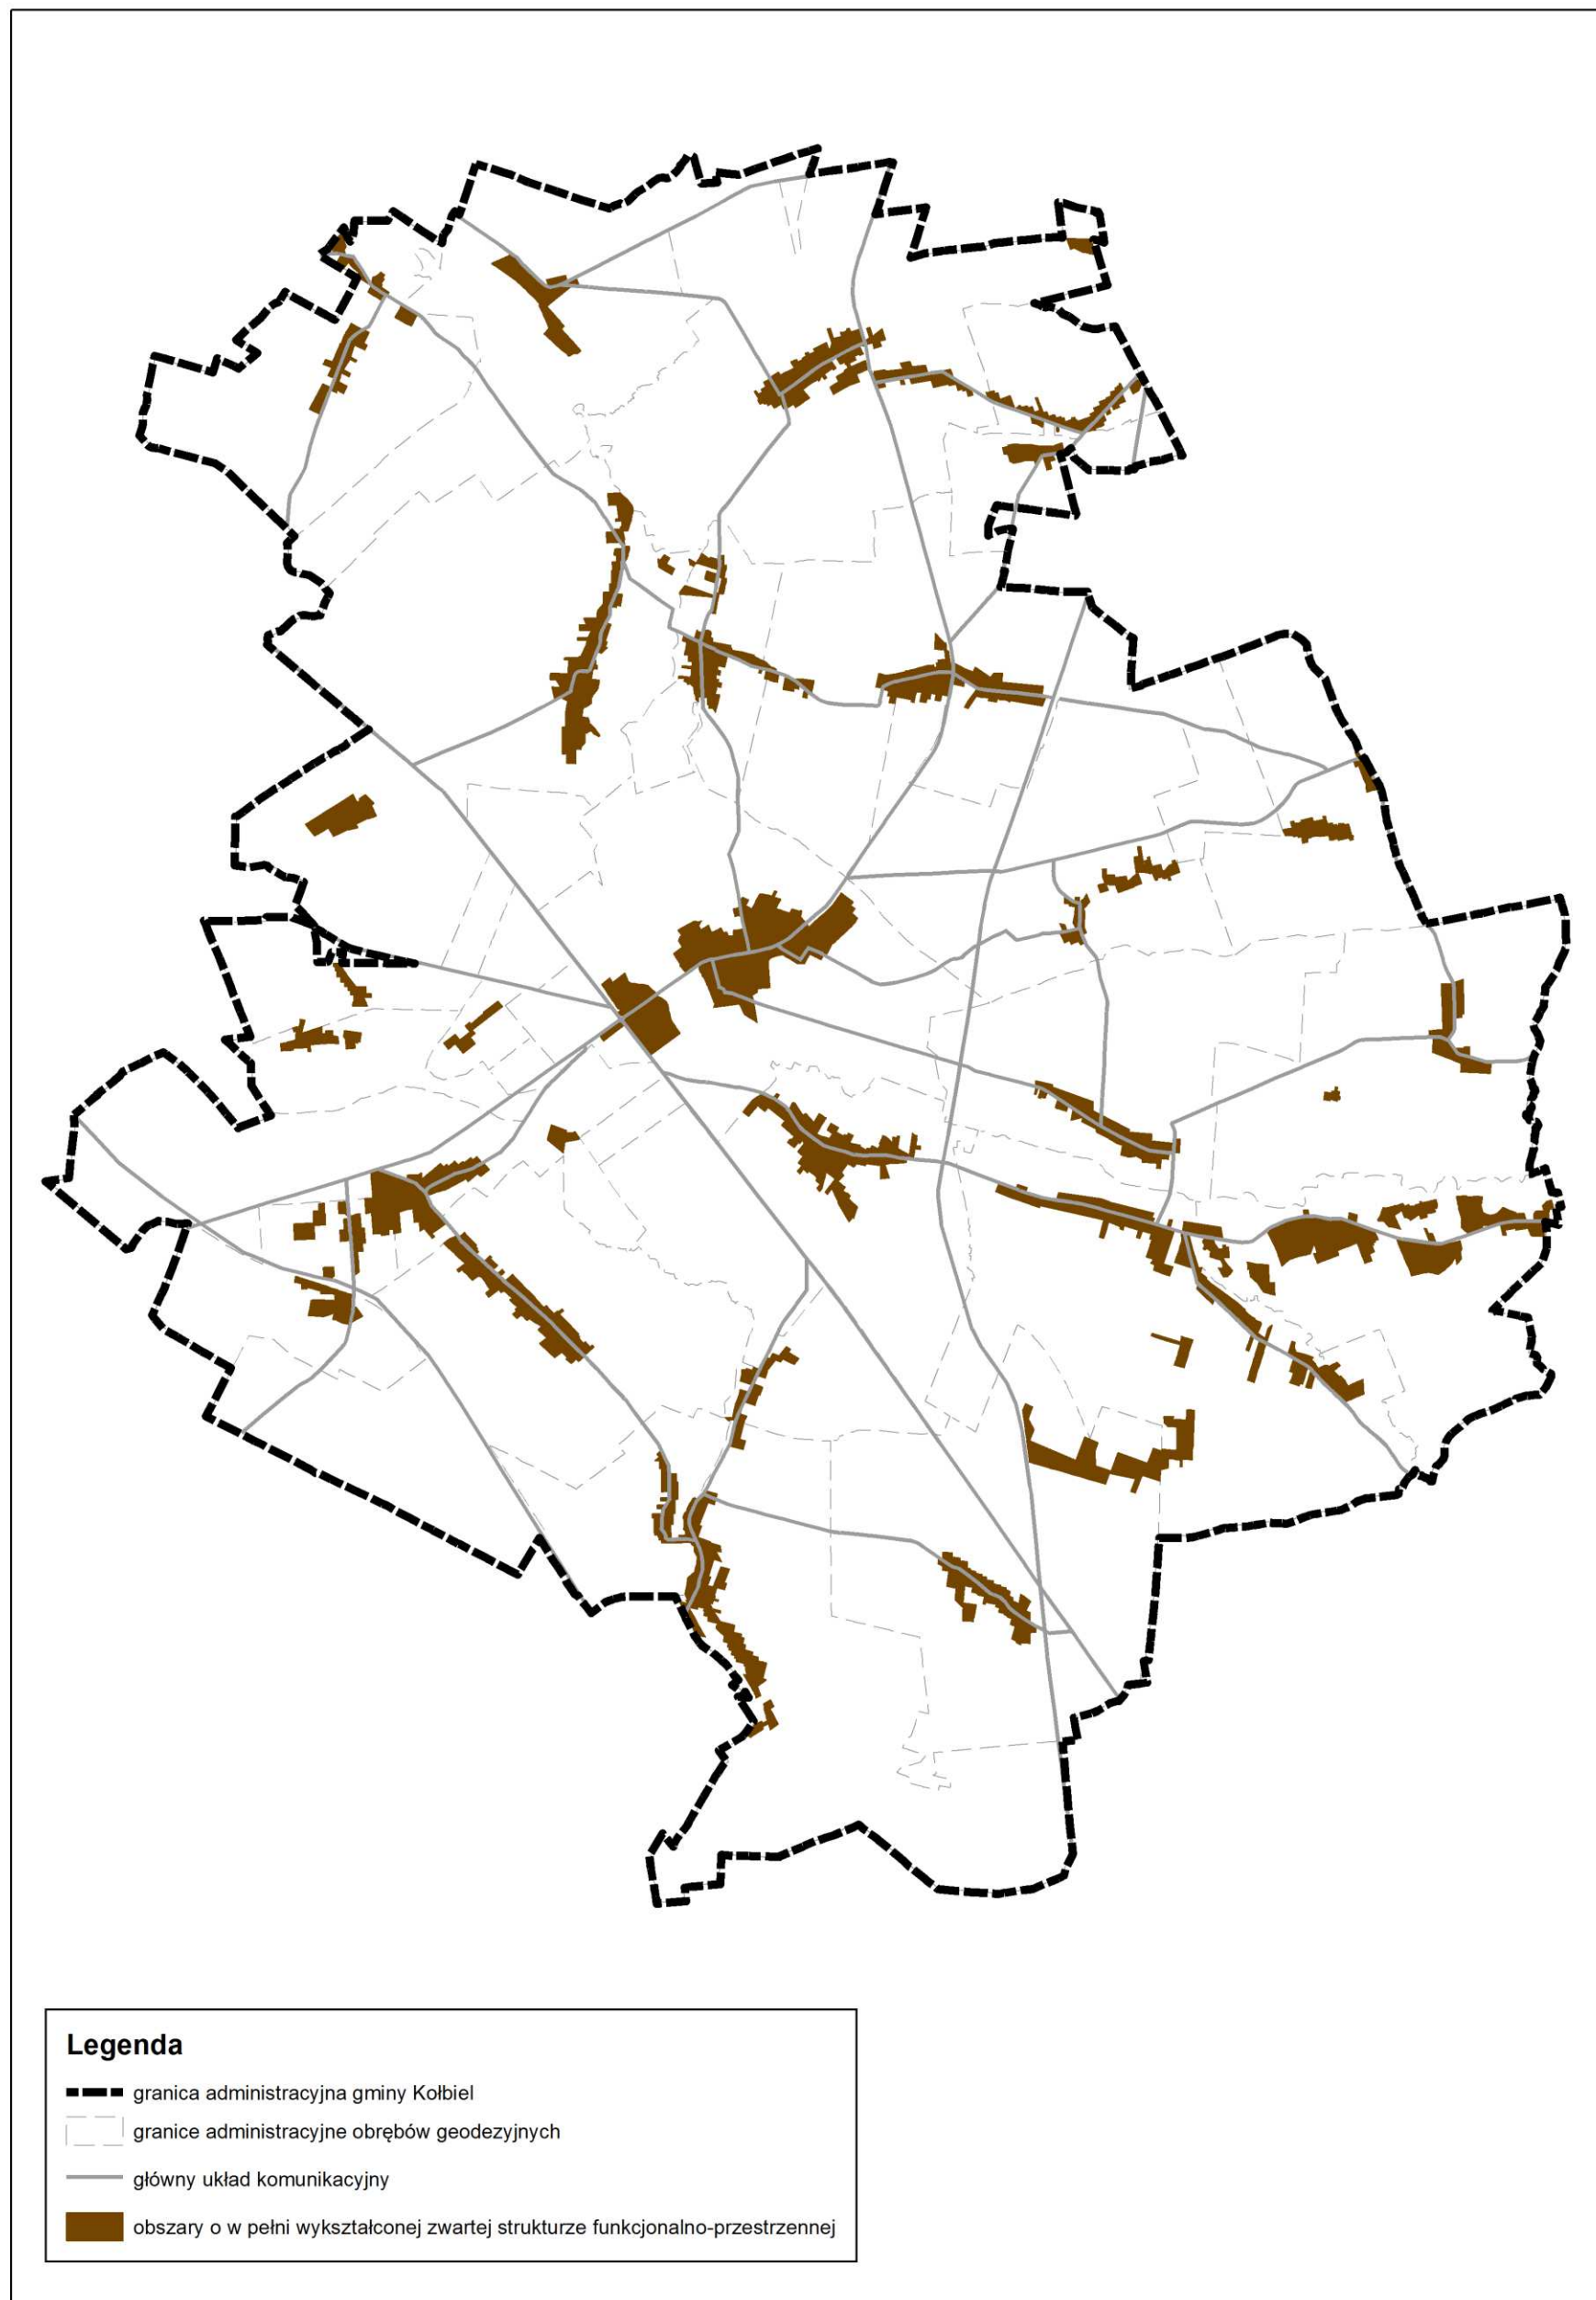 Legenda
granica administracyjna gminy Kołbiel
granice administracyjne obrębów geodezyjnych
główny układ komunikacyjny
obszary o w pełni wykształconej zwartej strukturze funkcjonalno-przestrzennej